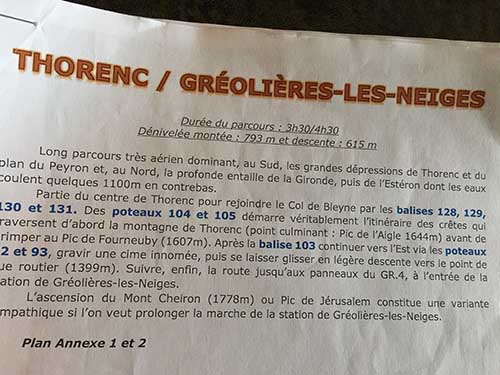 THORENC / GRÉOLIÈRES-LES-NEIGES
Durée du parcours : 3h30/4h30
Dénivelée montée : 793 m et descente : 615 m
Long parcours très aérien dominant, au Sud, les grandes dépressions de Thorenc et du
plan du Peyron et, au Nord, la profonde entaille de la Gironde, puis de l'Estéron dont les eaux
coulent quelques 1100m en contrebas.
Partie du centre de Thorenc pour rejoindre le Col de Bleyne par les balises 128, 129,
130 et 131. Des poteaux 104 et 105 démarre véritablement l'itinéraire des crêtes qui
traversent d'abord la montagne de Thorenc (point culminant : Pic de l'Aigle 1644m) avant de
rimper au Pic de Fourneuby (1607m). Après la balise 103 continuer vers l'Est via les poteaux
2 et 93, gravir une cime innomée, puis se laisser glisser en légère descente vers le point de
ue routier (1399m). Suivre, enfin, la route jusqu'aux panneaux du GR.4, à l'entrée de la
tation de Gréolières-les-Neiges.
L'ascension du Mont Cheiron (1778m) ou Pic de Jérusalem constitue une variante
mpathique si l'on veut prolonger la marche de la station de Gréolières-les-Neiges.
Plan Annexe 1 et 2